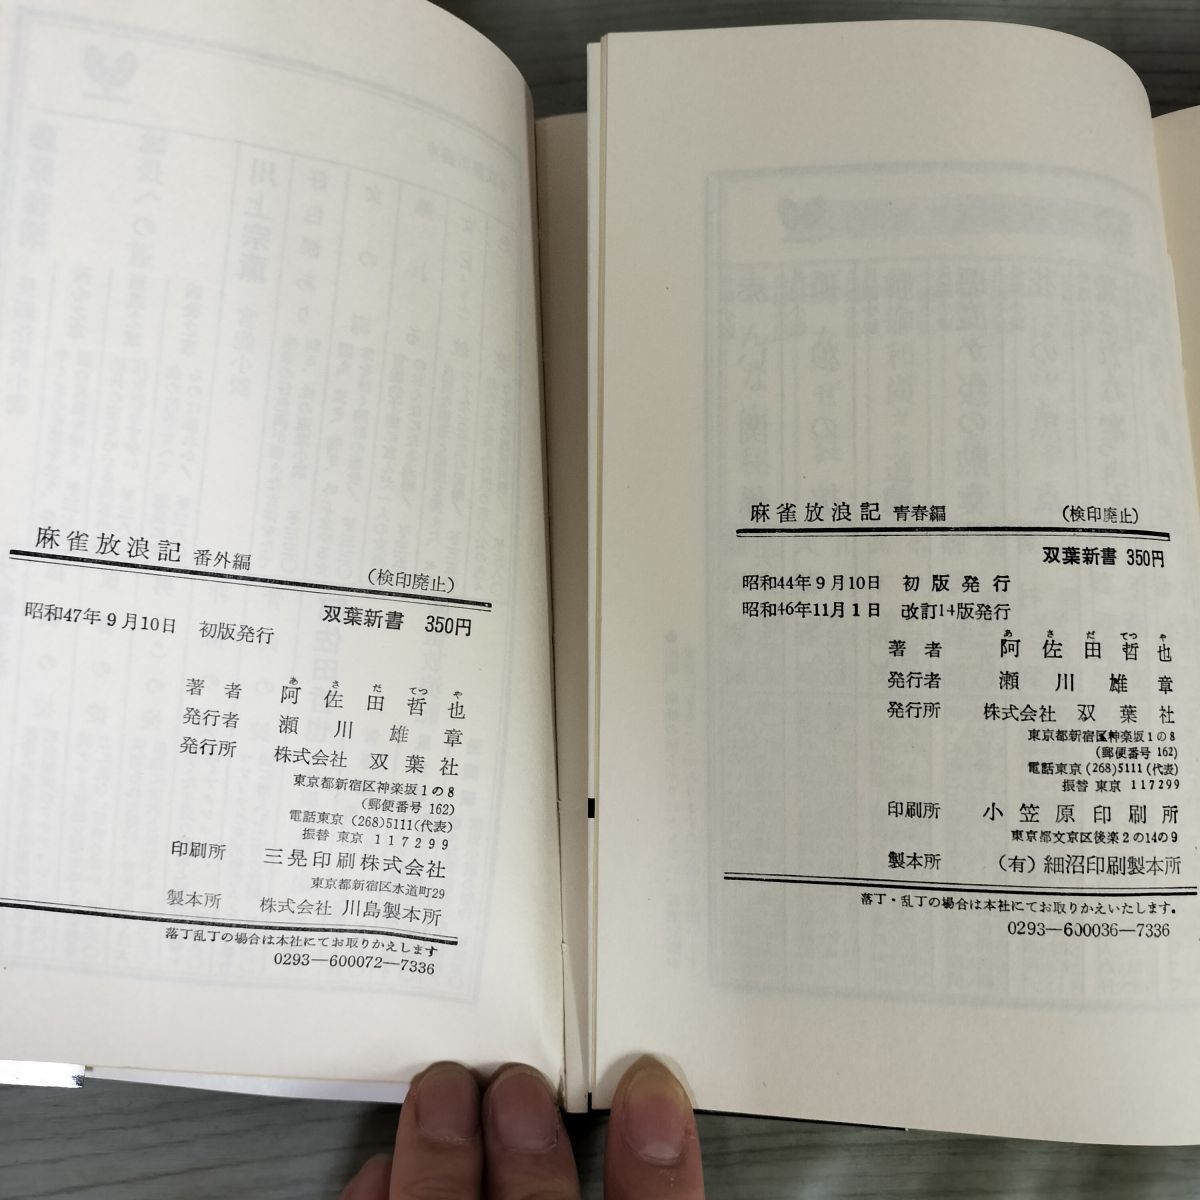 麻雀放浪記 番外編 (検印廃止)
双葉新書 350円
昭和47年9月10日 初版発行
著者 阿佐田哲也
あさだてつや
発行者 瀬川雄章
発行所 株式会社 双葉社
東京都新宿区神楽坂1の8
(郵便番号 162)
電話東京 (268)5111(代表)
振替 東京 117299
印刷所 三晃印刷株式会社
東京都新宿区水道町29
製本所 株式会社 川島製本所
落丁乱丁の場合は本社にてお取りかえします
0293—600072—7336
麻雀放浪記 青春編 (検印廃止)
双葉新書 350円
昭和44年9月10日 初版発行
昭和46年11月1日 改訂14版発行
著者 阿佐田哲也
あさだてつや
発行者 瀬川雄章
発行所 株式会社 双葉社
東京都新宿区神楽坂1の8
(郵便番号 162)
電話東京 (268)5111(代表)
振替 東京 117299
印刷所 小笠原印刷所
東京都文京区後楽2の14の9
製本所 (有)細沼印刷製本所
落丁・乱丁の場合は本社にてお取りかえいたします。
0293—600036—7336